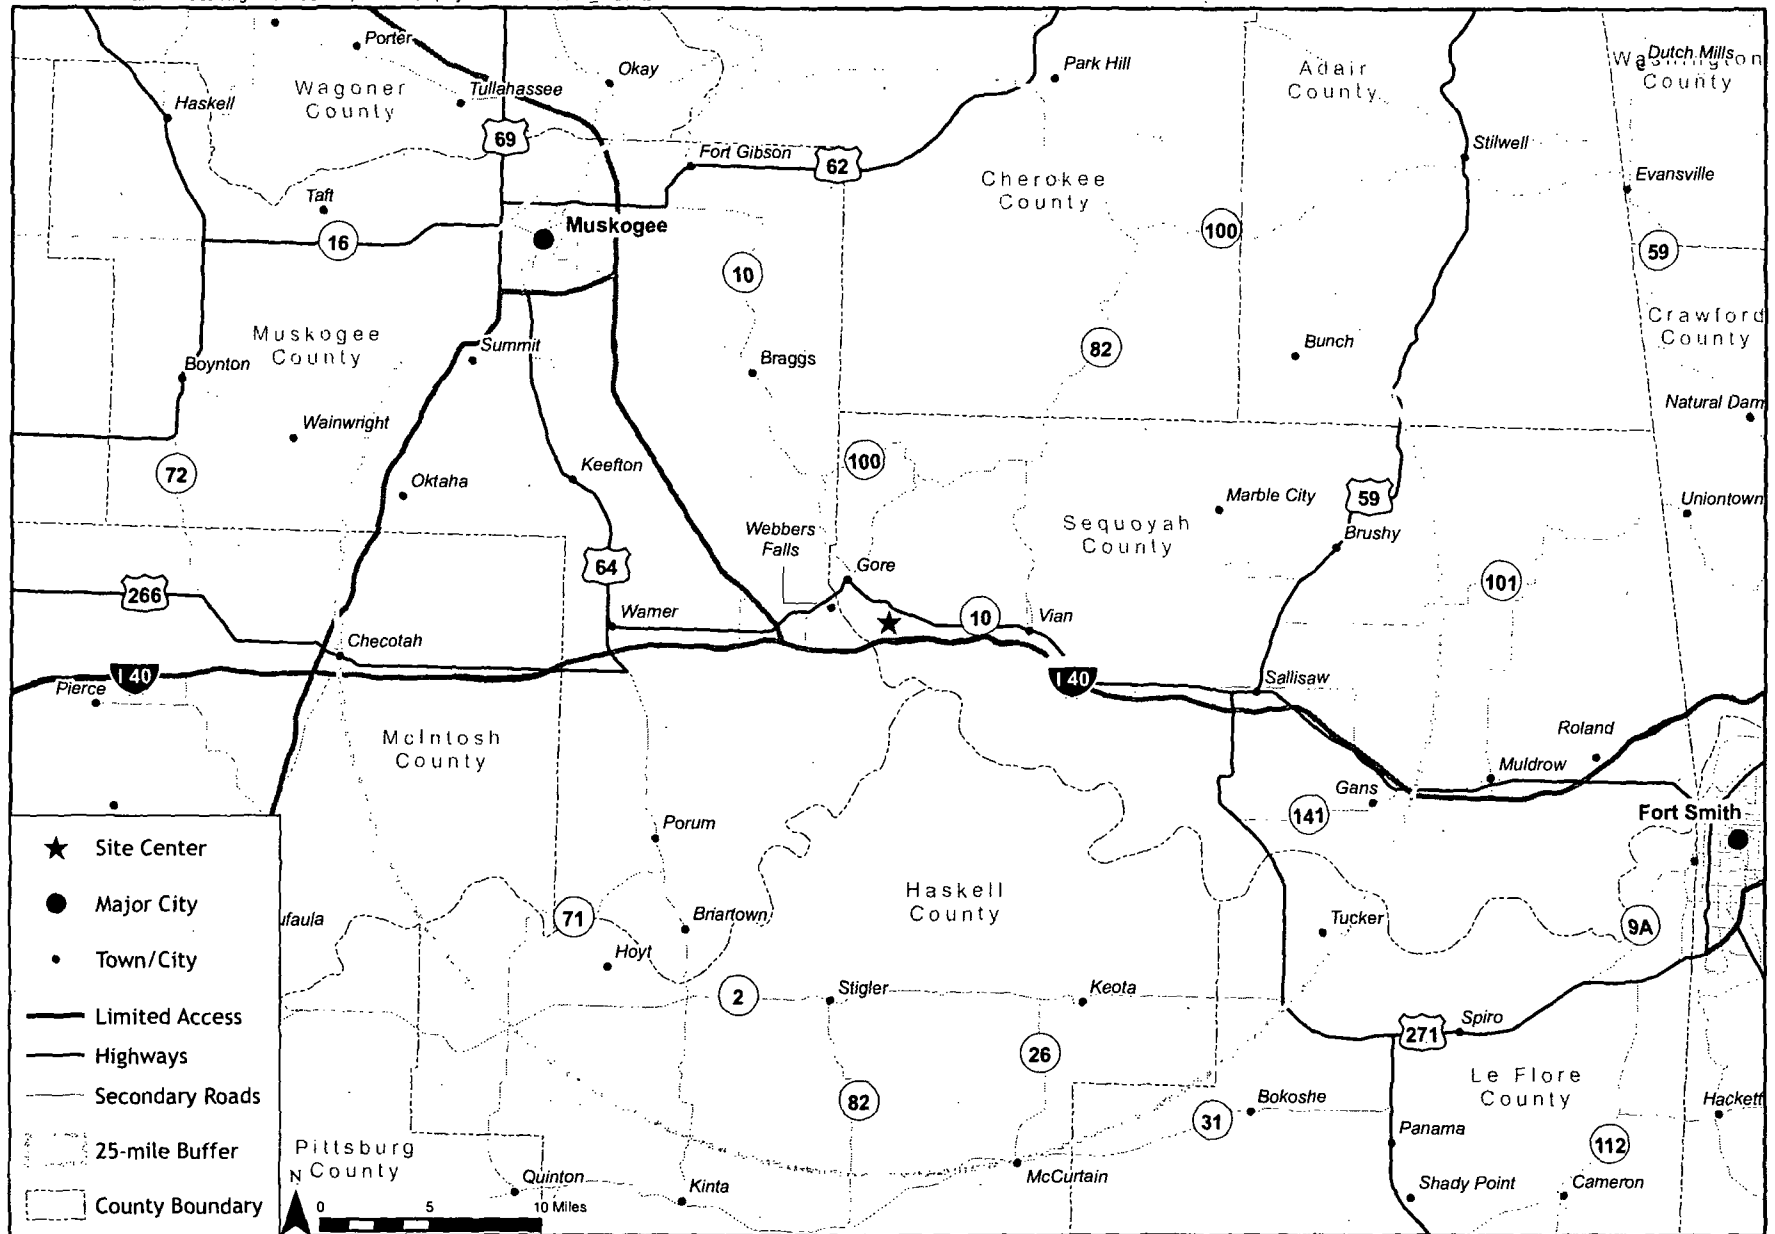 Porter
Okay
Park Hill
Adair
County
Dutch Mills
Washington
County
Wagoner
County
Tullahassee
Haskell
69
Stilwell
Fort Gibson
62
Evansville
Cherokee
County
Taft
Muskogee
16
100
59
10
Muskogee
County
Summit
Crawford
County
Boynton
Braggs
82
Bunch
Natural Dam
Wainwright
72
Keefton
100
Oktaha
Marble City
59
Uniontown
Webbers
Falls
Sequoyah
County
Brushy
64
Gore
101
266
Warner
10
Vian
Checotah
I 40
I 40
Pierce
Sallisaw
McIntosh
County
Roland
Muldrow
Gans
141
Fort Smith
Porum
Haskell
County
71
Briartown
ufaula
Tucker
9A
Hoyt
2
Stigler
Keota
Spiro
271
26
Le Flore
County
82
Bokoshe
31
Hackett
Panama
112
Pittsburg
County
Quinton
Kinta
McCurtain
Shady Point
Cameron
Site Center
Major City
Town/City
Limited Access
Highways
Secondary Roads
25-mile Buffer
County Boundary
N
0 5 10 Miles